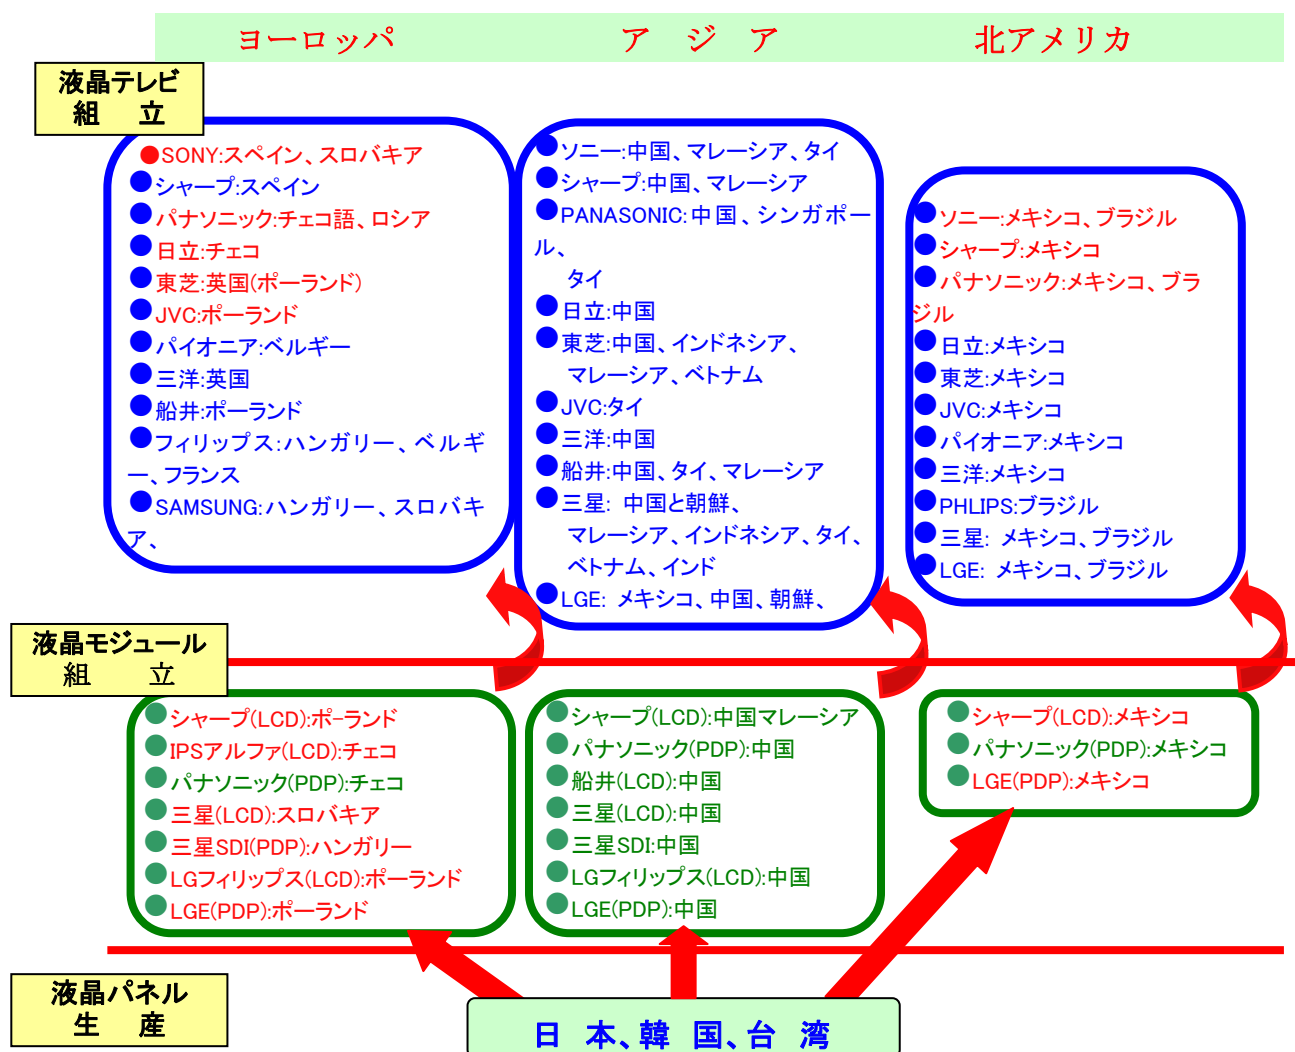 ヨーロッパ
ア ジ ア
北アメリカ
液晶テレビ
組 立
●SONY:スペイン、スロバキア
●シャープ:スペイン
●パナソニック:チェコ語、ロシア
●日立:チェコ
●東芝:英国(ポーランド)
●JVC:ポーランド
●パイオニア:ベルギー
●三洋:英国
●船井:ポーランド
●フィリップス:ハンガリー、ベルギ
ー、フランス
●SAMSUNG:ハンガリー、スロバキ
ア、
●ソニー:中国、マレーシア、タイ
●シャープ:中国、マレーシア
●PANASONIC:中国、シンガポー
ル、
タイ
●日立:中国
●東芝:中国、インドネシア、
マレーシア、ベトナム
●JVC:タイ
●三洋:中国
●船井:中国、タイ、マレーシア
●三星: 中国と朝鮮、
マレーシア、インドネシア、タイ、
ベトナム、インド
●LGE: メキシコ、中国、朝鮮、
●ソニー:メキシコ、ブラジル
●シャープ:メキシコ
●パナソニック:メキシコ、ブラ
ジル
●日立:メキシコ
●東芝:メキシコ
●JVC:メキシコ
●パイオニア:メキシコ
●三洋:メキシコ
●PHLIPS:ブラジル
●三星: メキシコ、ブラジル
●LGE: メキシコ、ブラジル
液晶モジュール
組 立
●シャープ(LCD):ポーランド
●IPSアルファ(LCD):チェコ
●パナソニック(PDP):チェコ
●三星(LCD):スロバキア
●三星SDI(PDP):ハンガリー
●LGフィリップス(LCD):ポーランド
●LGE(PDP):ポーランド
●シャープ(LCD):中国マレーシア
●パナソニック(PDP):中国
●船井(LCD):中国
●三星(LCD):中国
●三星SDI:中国
●LGフィリップス(LCD):中国
●LGE(PDP):中国
●シャープ(LCD):メキシコ
●パナソニック(PDP):メキシコ
●LGE(PDP):メキシコ
液晶パネル
生 産
日 本、韓 国、台 湾